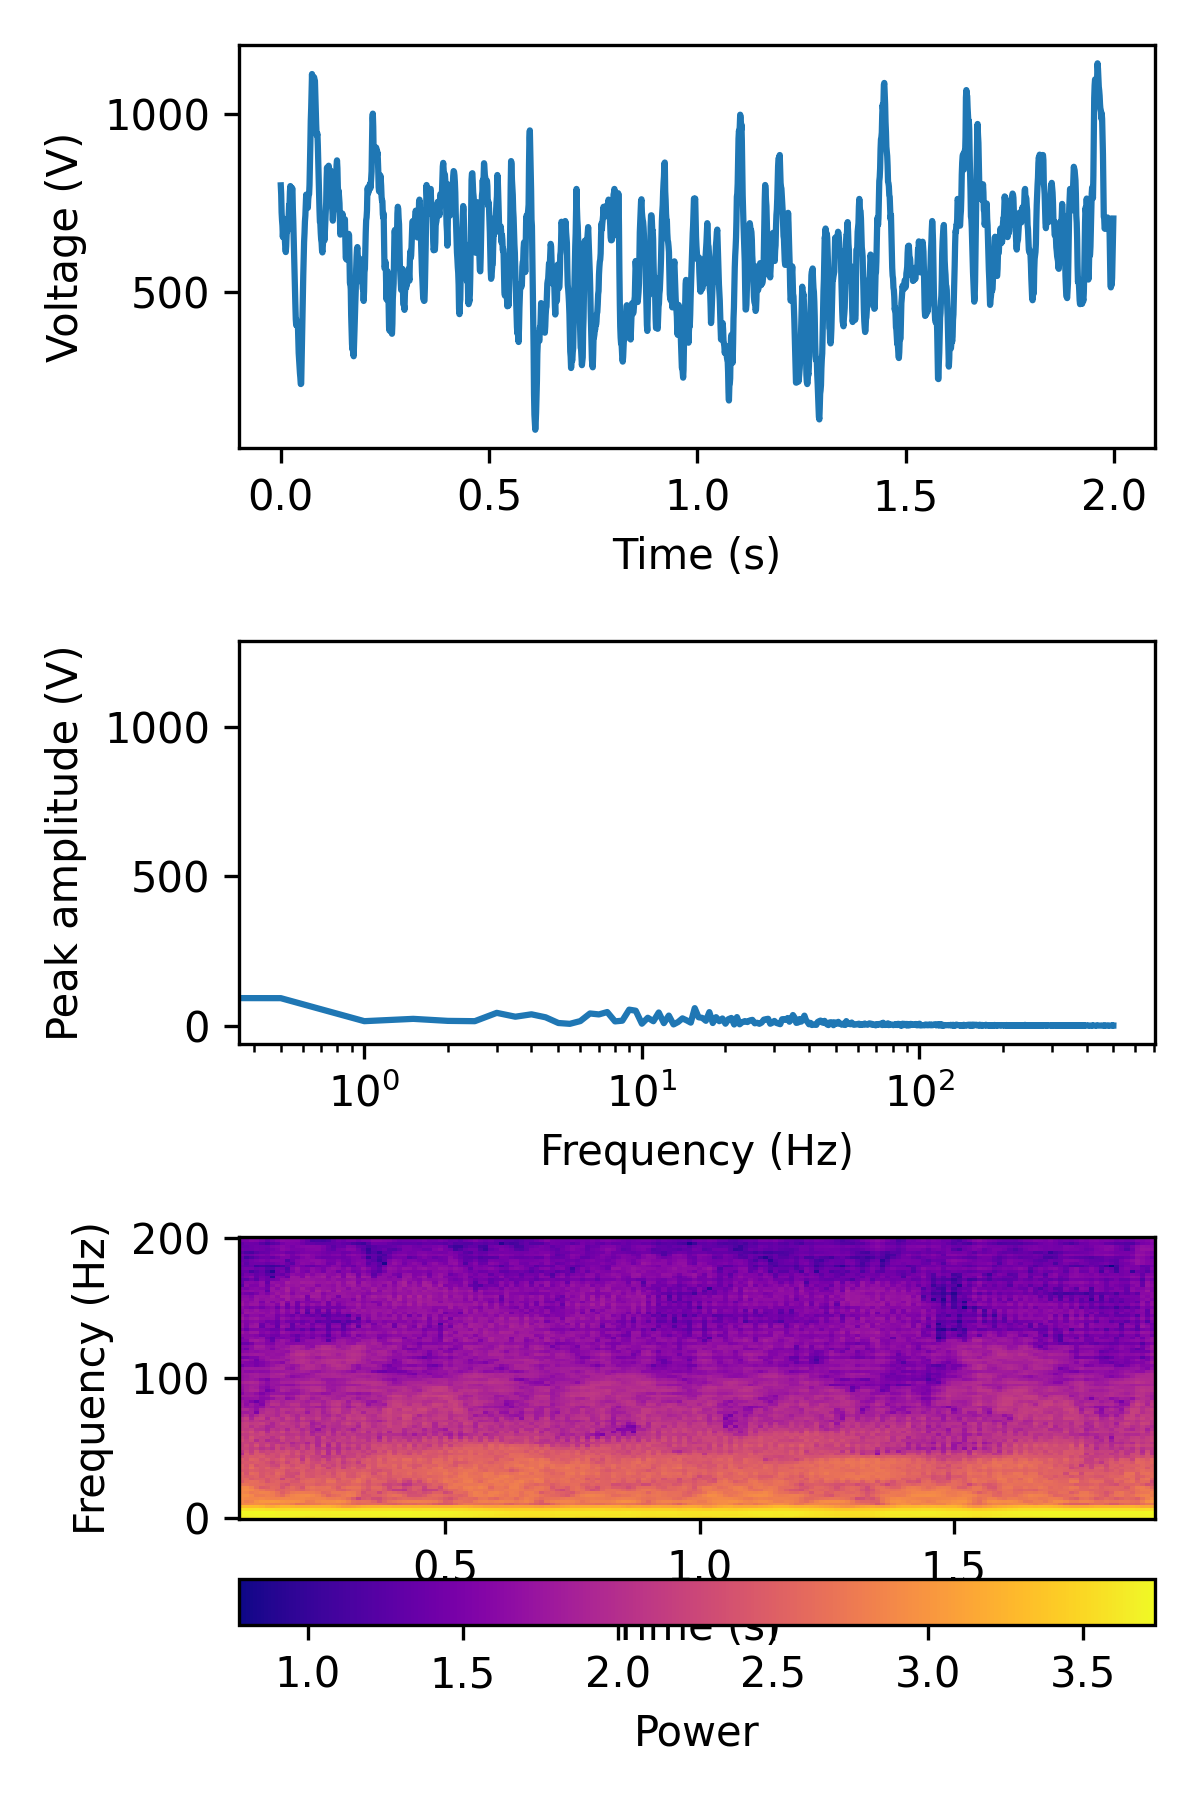 Voltage (V)
1000
500
0.0 0.5 1.0 1.5 2.0
Time (s)
Peak amplitude (V)
1000
500
0
10⁰ 10¹ 10²
Frequency (Hz)
Frequency (Hz)
200
100
0
0.5 1.0 1.5
(s)
1.0 1.5 2.0 2.5 3.0 3.5
Power